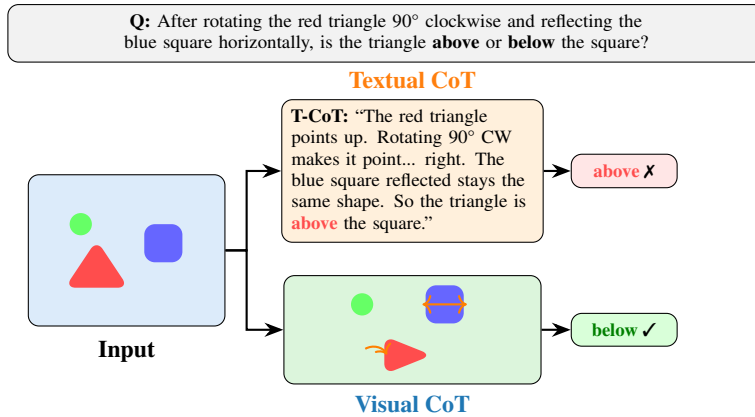 Q: After rotating the red triangle 90° clockwise and reflecting the
blue square horizontally, is the triangle above or below the square?
Textual CoT
T-CoT: “The red triangle
points up. Rotating 90° CW
makes it point... right. The
blue square reflected stays the
same shape. So the triangle is
above the square.”
above ✗
Input
below ✓
Visual CoT